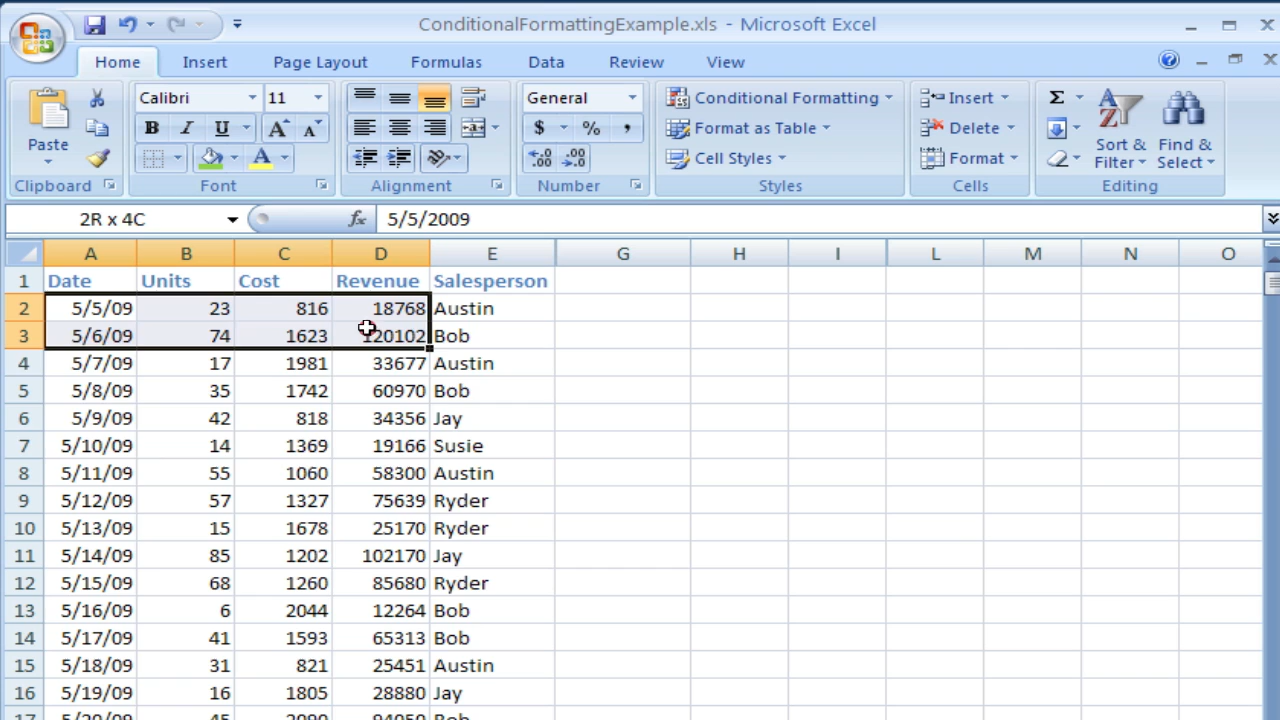 ConditionalFormattingExample.xls - Microsoft Excel
Home Insert Page Layout Formulas Data Review View
Calibri 11 General Conditional Formatting Insert Σ
B I U A A $ % , Format as Table Delete
Paste Sort & Filter Find & Select
A Cell Styles Format
Clipboard Font Alignment Number Styles Cells Editing
2R x 4C fx 5/5/2009
A B C D E G H I L M N O
1 Date Units Cost Revenue Salesperson
2 5/5/09 23 816 18768 Austin
3 5/6/09 74 1623 120102 Bob
4 5/7/09 17 1981 33677 Austin
5 5/8/09 35 1742 60970 Bob
6 5/9/09 42 818 34356 Jay
7 5/10/09 14 1369 19166 Susie
8 5/11/09 55 1060 58300 Austin
9 5/12/09 57 1327 75639 Ryder
10 5/13/09 15 1678 25170 Ryder
11 5/14/09 85 1202 102170 Jay
12 5/15/09 68 1260 85680 Ryder
13 5/16/09 6 2044 12264 Bob
14 5/17/09 41 1593 65313 Bob
15 5/18/09 31 821 25451 Austin
16 5/19/09 16 1805 28880 Jay